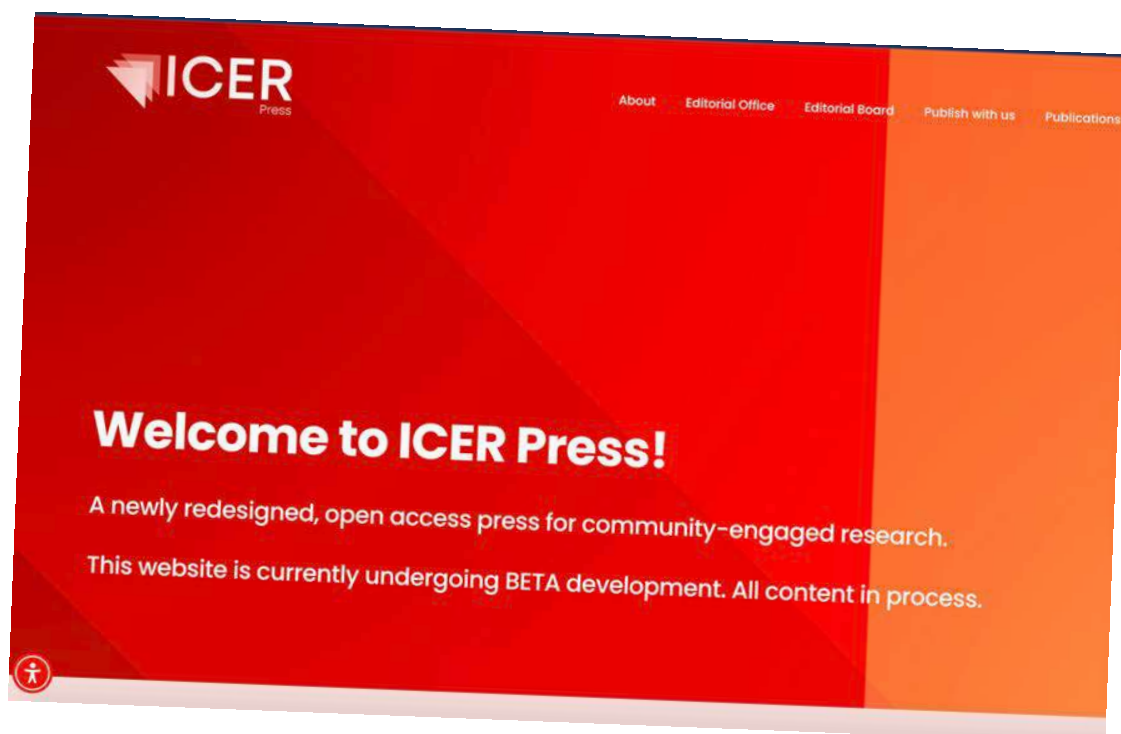 ICER
Press
About Editorial Office Editorial Board Publish with us Publications
Welcome to ICER Press!
A newly redesigned, open access press for community-engaged research.
This website is currently undergoing BETA development. All content in process.